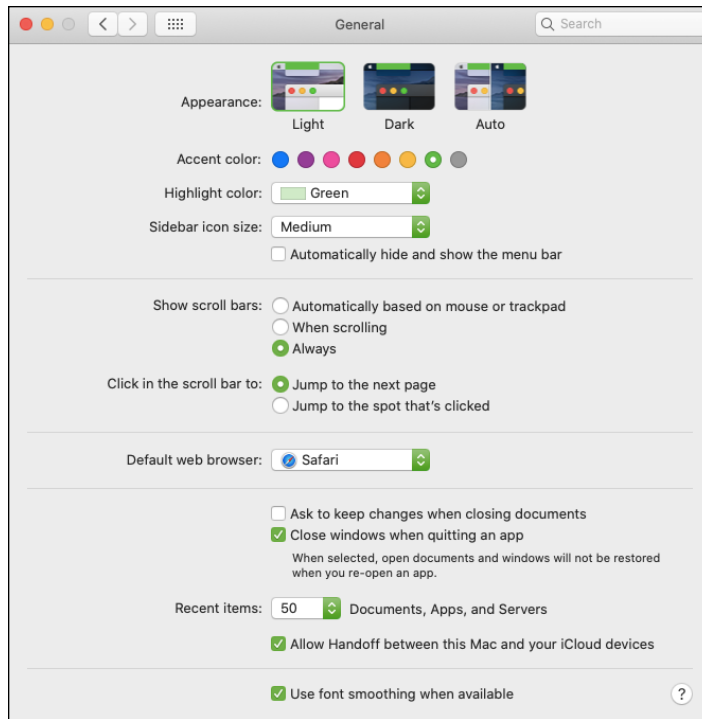 General
Search
Appearance:
Light Dark Auto
Accent color:
Highlight color: Green
Sidebar icon size: Medium
Automatically hide and show the menu bar
Show scroll bars: Automatically based on mouse or trackpad
When scrolling
Always
Click in the scroll bar to: Jump to the next page
Jump to the spot that's clicked
Default web browser: Safari
Ask to keep changes when closing documents
Close windows when quitting an app
When selected, open documents and windows will not be restored
when you re-open an app.
Recent items: 50 Documents, Apps, and Servers
Allow Handoff between this Mac and your iCloud devices
Use font smoothing when available ?